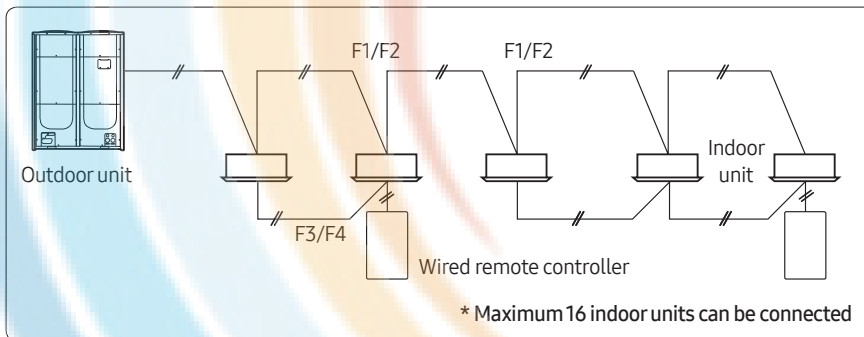 F1/F2
F1/F2
Outdoor unit
Indoor
unit
F3/F4
Wired remote controller
* Maximum 16 indoor units can be connected